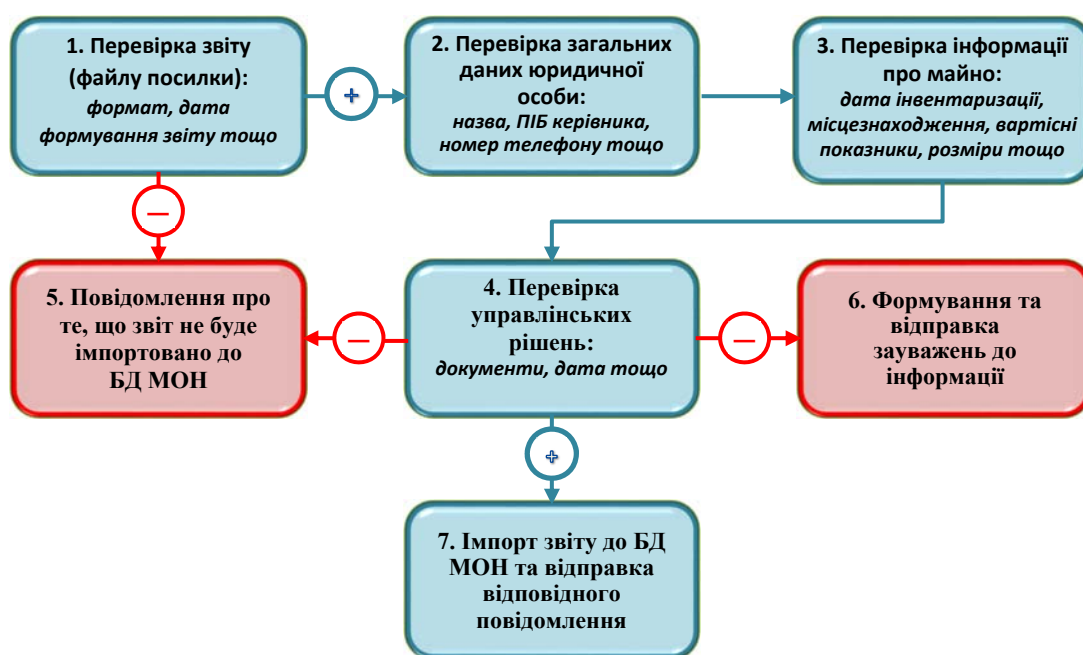 1. Перевірка звіту
(файлу посилки):
формат, дата
формування звіту тощо
+
2. Перевірка загальних
даних юридичної
особи:
назва, ПІБ керівника,
номер телефону тощо
3. Перевірка інформації
про майно:
дата інвентаризації,
місцезнаходження, вартісні
показники, розміри тощо
—
5. Повідомлення про
те, що звіт не буде
імпортовано до
БД МОН
—
4. Перевірка
управлінських
рішень:
документи, дата тощо
—
6. Формування та
відправка
зауважень до
інформації
+
7. Імпорт звіту до БД
МОН та відправка
відповідного
повідомлення